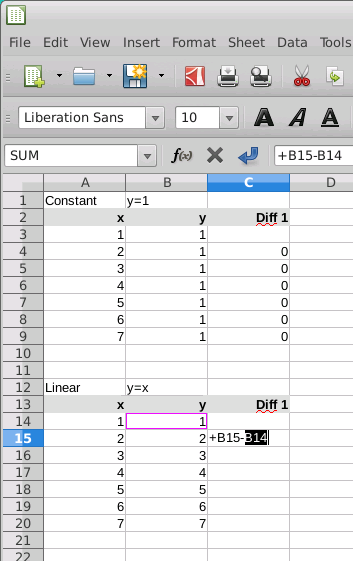 File Edit View Insert Format Sheet Data Tools
Liberation Sans 10 A A A
SUM f(x) +B15-B14
A B C D
1 Constant y=1
2 x y Diff 1
3 1 1
4 2 1 0
5 3 1 0
6 4 1 0
7 5 1 0
8 6 1 0
9 7 1 0
10
11
12 Linear y=x
13 x y Diff 1
14 1 1
15 2 2 +B15-B14
16 3 3
17 4 4
18 5 5
19 6 6
20 7 7
21
22